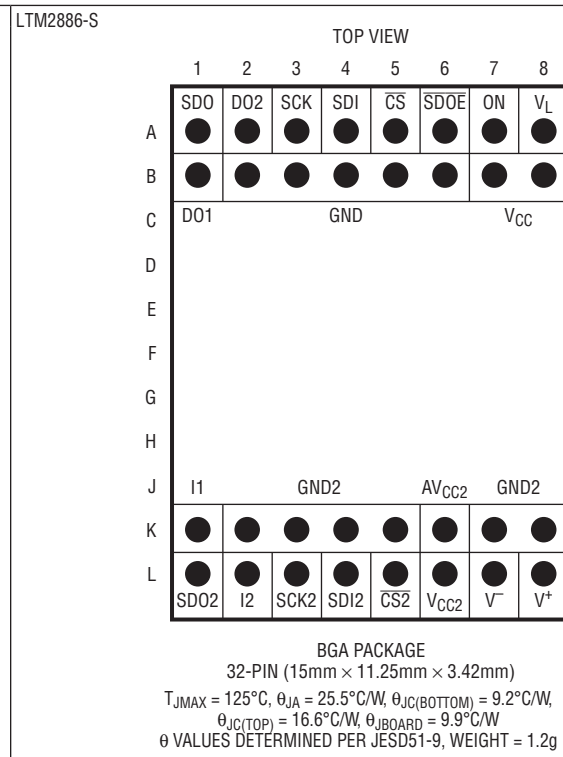 LTM2886-S
TOP VIEW
1 2 3 4 5 6 7 8
SDO DO2 SCK SDI C̅S̅ S̅D̅O̅E̅ ON VL
A
B
C DO1 GND VCC
D
E
F
G
H
J I1 GND2 AVCC2 GND2
K
L
SDO2 I2 SCK2 SDI2 C̅S̅2̅ VCC2 V⁻ V⁺
BGA PACKAGE
32-PIN (15mm × 11.25mm × 3.42mm)
TJMAX = 125°C, θJA = 25.5°C/W, θJC(BOTTOM) = 9.2°C/W,
θJC(TOP) = 16.6°C/W, θJBOARD = 9.9°C/W
θ VALUES DETERMINED PER JESD51-9, WEIGHT = 1.2g